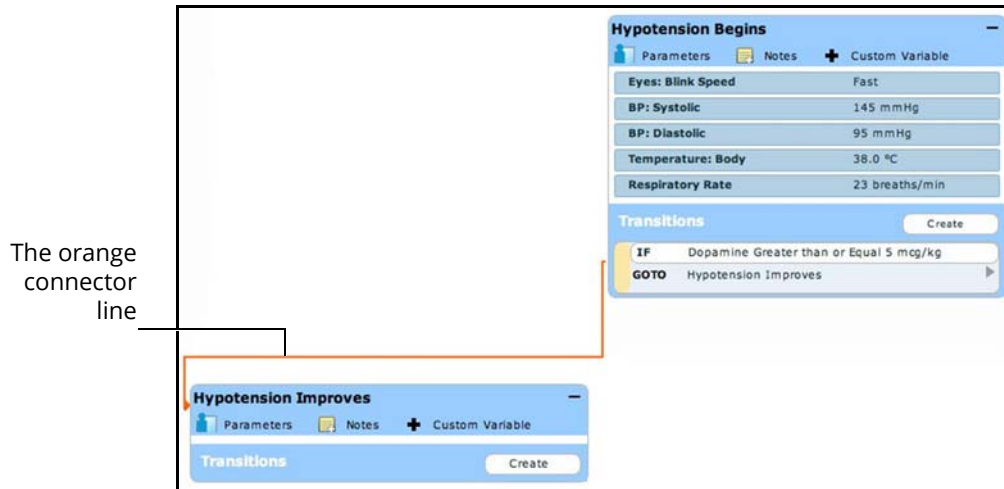 Hypotension Begins
Parameters Notes Custom Variable
Eyes: Blink Speed Fast
BP: Systolic 145 mmHg
BP: Diastolic 95 mmHg
Temperature: Body 38.0 ºC
Respiratory Rate 23 breaths/min
Transitions Create
IF Dopamine Greater than or Equal 5 mcg/kg
GOTO Hypotension Improves
The orange
connector
line
Hypotension Improves
Parameters Notes Custom Variable
Transitions Create